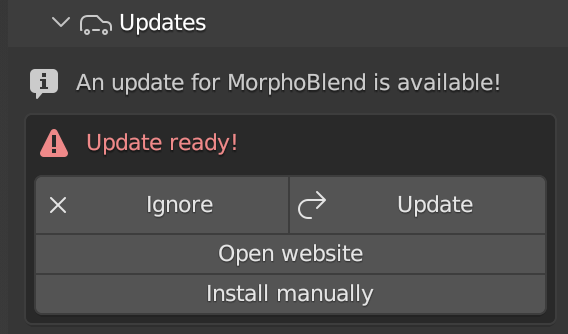 Updates
An update for MorphoBlend is available!
Update ready!
Ignore Update
Open website
Install manually